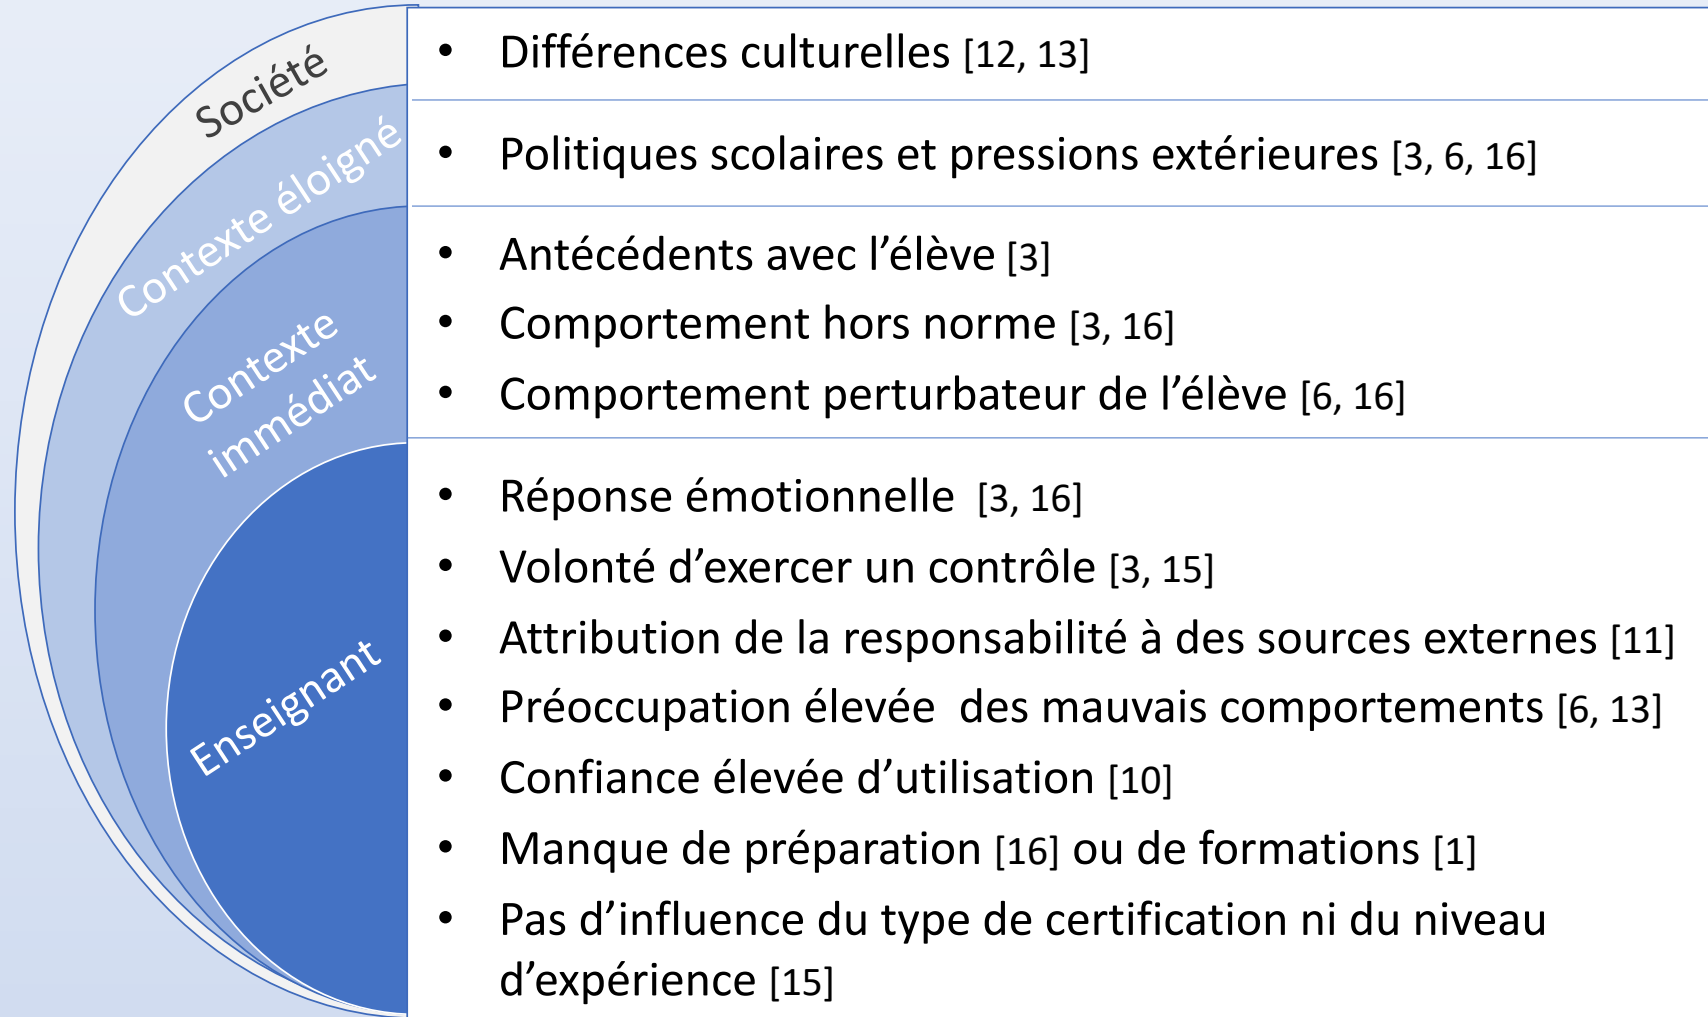 Société
• Différences culturelles [12, 13]
Contexte éloigné
• Politiques scolaires et pressions extérieures [3, 6, 16]
Contexte
immédiat
• Antécédents avec l’élève [3]
• Comportement hors norme [3, 16]
• Comportement perturbateur de l’élève [6, 16]
Enseignant
• Réponse émotionnelle  [3, 16]
• Volonté d’exercer un contrôle [3, 15]
• Attribution de la responsabilité à des sources externes [11]
• Préoccupation élevée  des mauvais comportements [6, 13]
• Confiance élevée d’utilisation [10]
• Manque de préparation [16] ou de formations [1]
• Pas d’influence du type de certification ni du niveau
d’expérience [15]